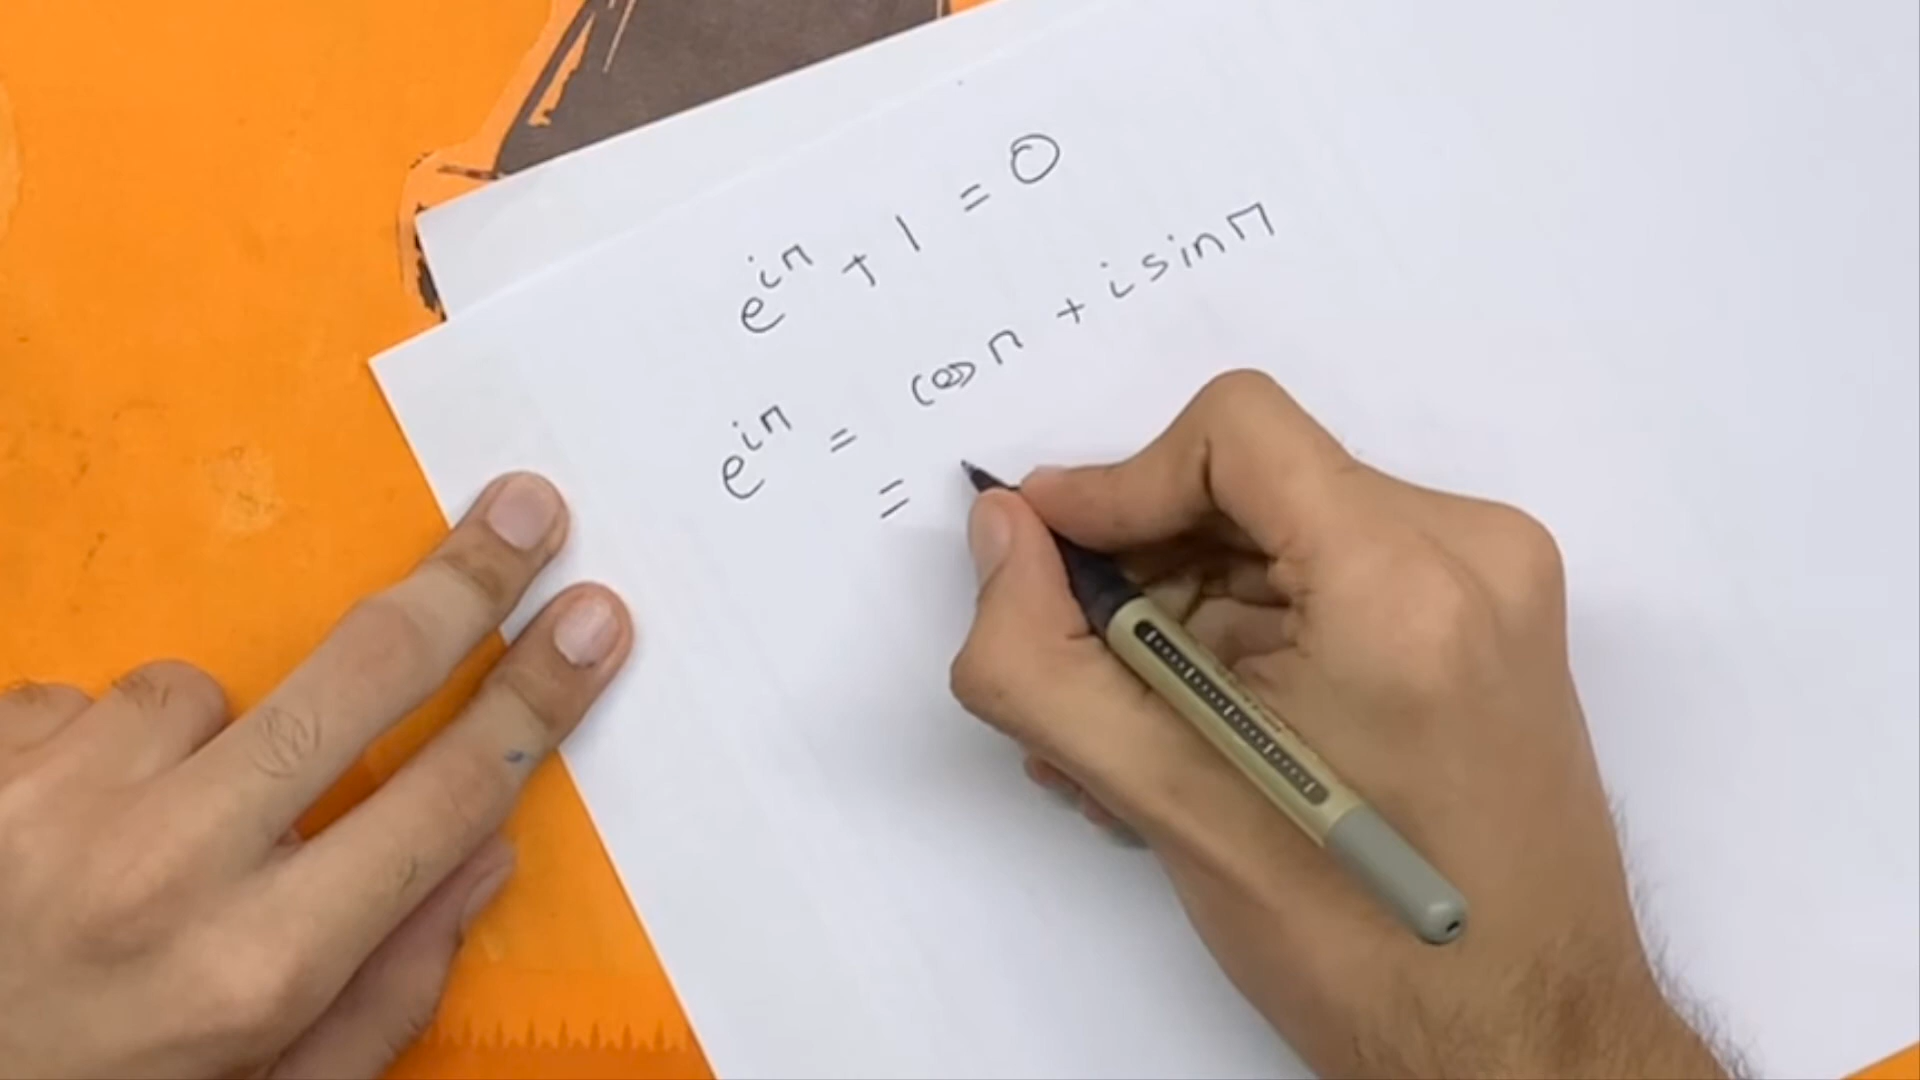 e^{iπ} + 1 = 0
e^{iπ} = cos π + i sin π
=